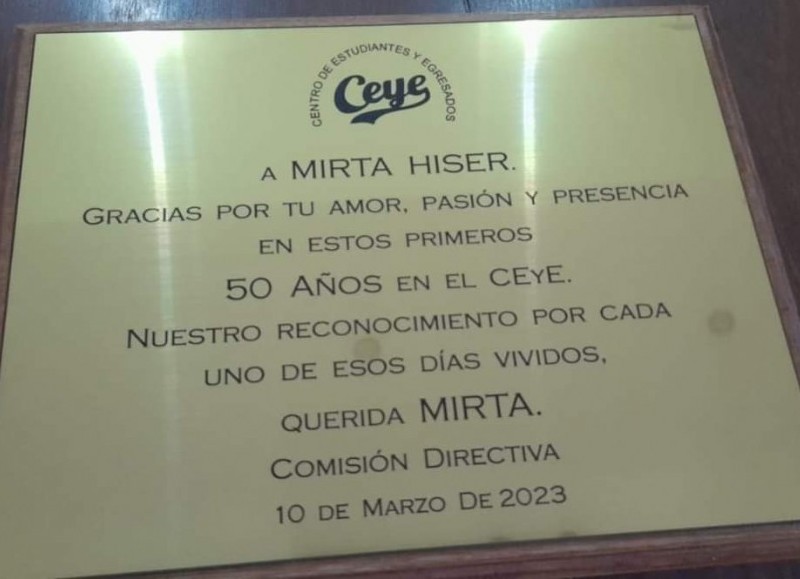 CENTRO DE ESTUDIANTES Y EGRESADOS
Ceye
A MIRTA HISER.
GRACIAS POR TU AMOR, PASIÓN Y PRESENCIA
EN ESTOS PRIMEROS
50 AÑOS EN EL CEYE.
NUESTRO RECONOCIMIENTO POR CADA
UNO DE ESOS DÍAS VIVIDOS,
QUERIDA MIRTA.
COMISIÓN DIRECTIVA
10 DE MARZO DE 2023